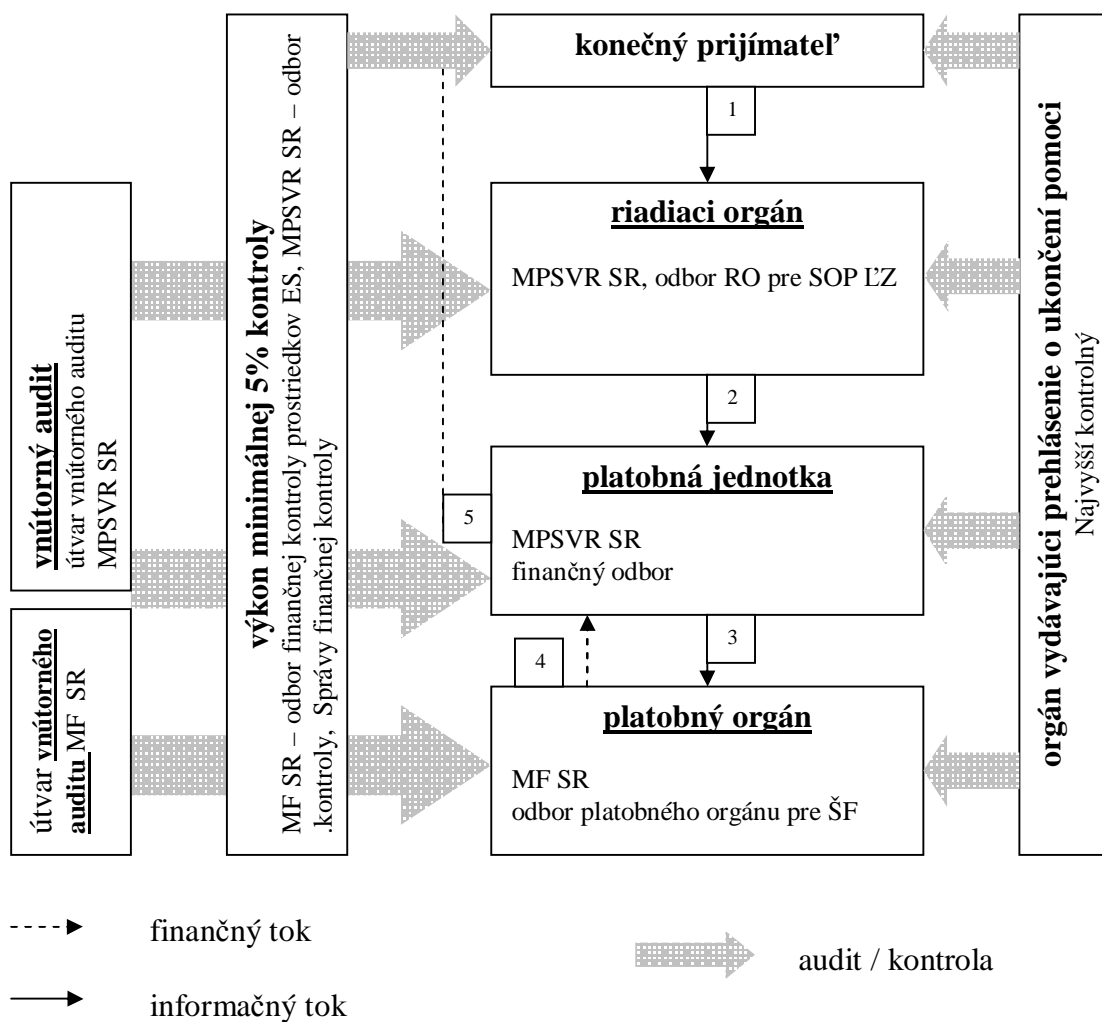 konečný prijímateľ
1
riadiaci orgán
MPSVR SR, odbor RO pre SOP ĽZ
2
platobná jednotka
5
MPSVR SR
finančný odbor
3
4
platobný orgán
MF SR
odbor platobného orgánu pre ŠF
vnútorný audit
útvar vnútorného auditu
MPSVR SR
útvar vnútorného
auditu MF SR
výkon minimálnej 5% kontroly
MF SR – odbor finančnej kontroly prostriedkov ES, MPSVR SR – odbor
.kontroly, Správy finančnej kontroly
orgán vydávajúci prehlásenie o ukončení pomoci
Najvyšší kontrolný
finančný tok
audit / kontrola
informačný tok